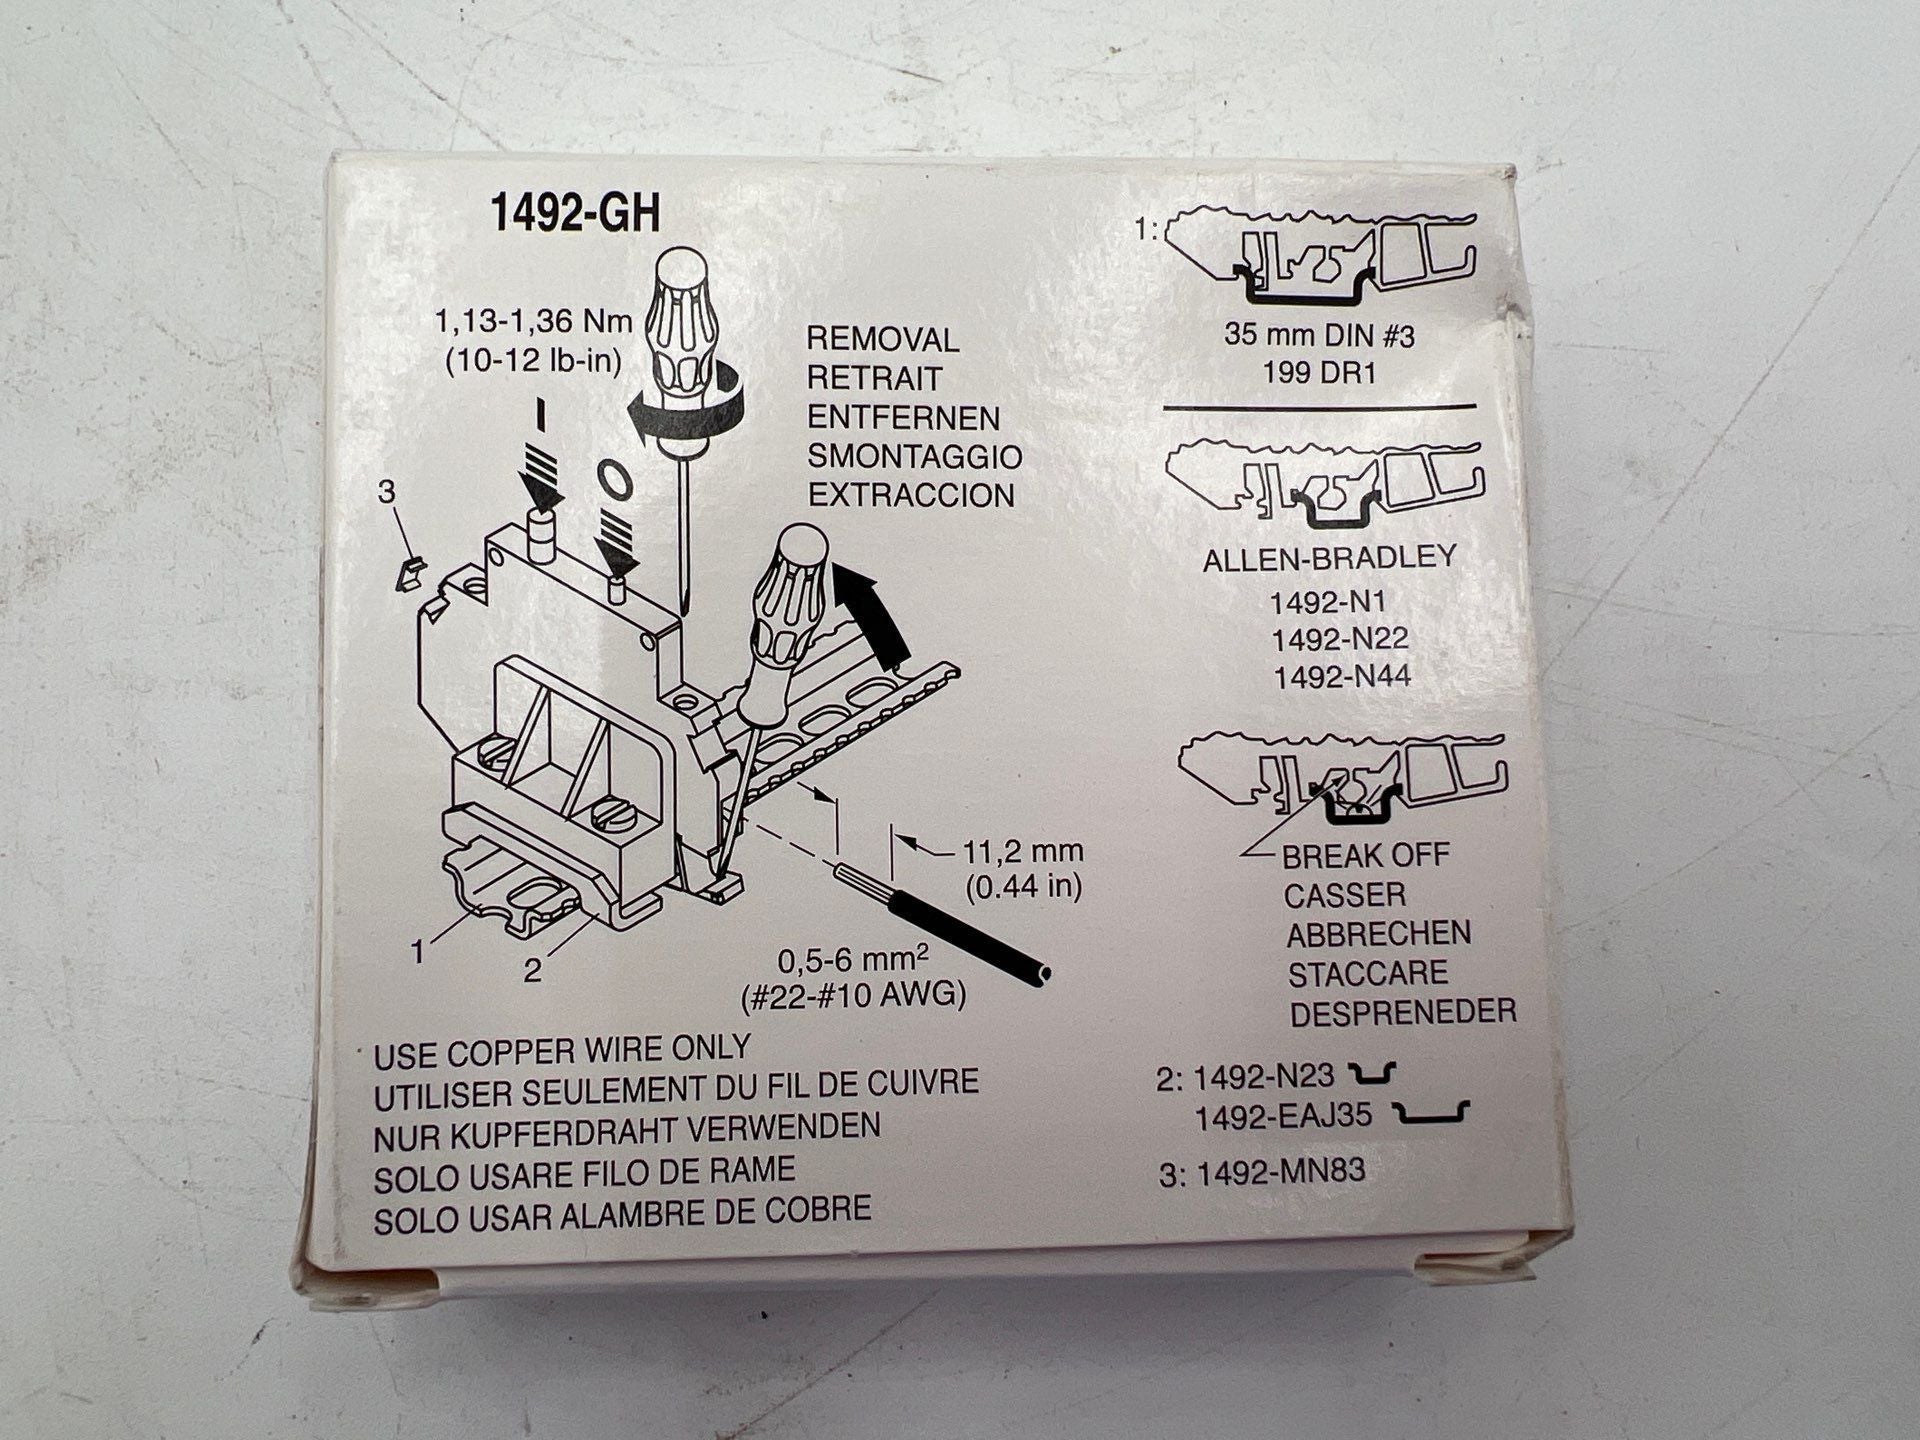 1492-GH
1,13-1,36 Nm
(10-12 lb-in)
REMOVAL
RETRAIT
ENTFERNEN
SMONTAGGIO
EXTRACCION
3
1
2
11,2 mm
(0.44 in)
0,5-6 mm²
(#22-#10 AWG)
USE COPPER WIRE ONLY
UTILISER SEULEMENT DU FIL DE CUIVRE
NUR KUPFERDRAHT VERWENDEN
SOLO USARE FILO DE RAME
SOLO USAR ALAMBRE DE COBRE
1:
35 mm DIN #3
199 DR1
ALLEN-BRADLEY
1492-N1
1492-N22
1492-N44
BREAK OFF
CASSER
ABBRECHEN
STACCARE
DESPRENEDER
2: 1492-N23
1492-EAJ35
3: 1492-MN83